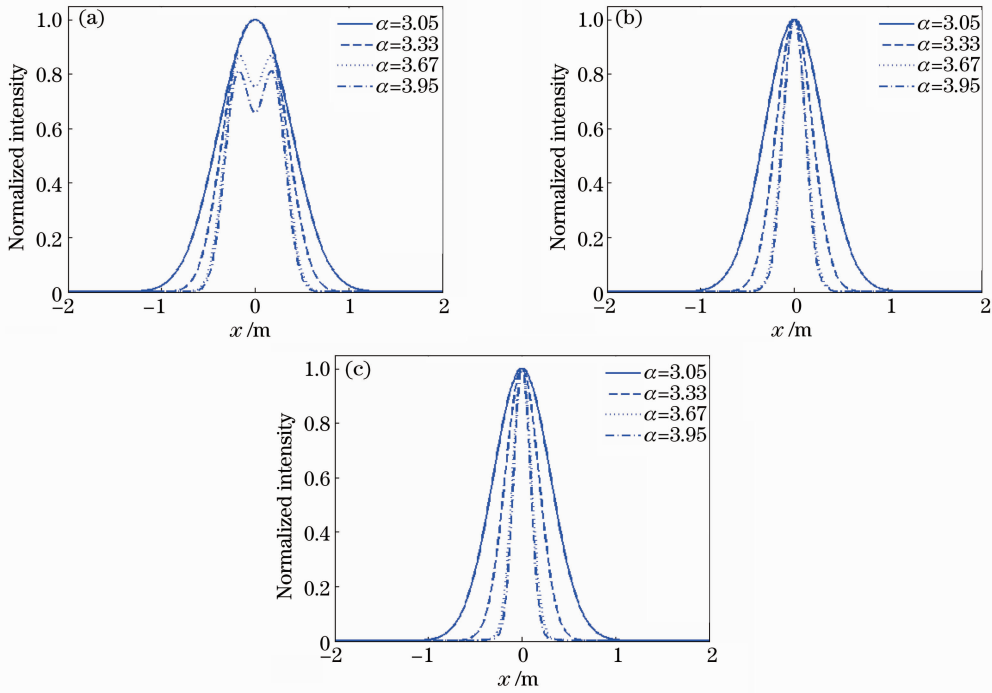 (a)
α=3.05
α=3.33
α=3.67
α=3.95
1.0
0.8
0.6
0.4
0.2
0
Normalized intensity
−2
−1
0
1
2
x /m
(b)
α=3.05
α=3.33
α=3.67
α=3.95
1.0
0.8
0.6
0.4
0.2
0
Normalized intensity
−2
−1
0
1
2
x /m
(c)
α=3.05
α=3.33
α=3.67
α=3.95
1.0
0.8
0.6
0.4
0.2
0
Normalized intensity
−2
−1
0
1
2
x /m